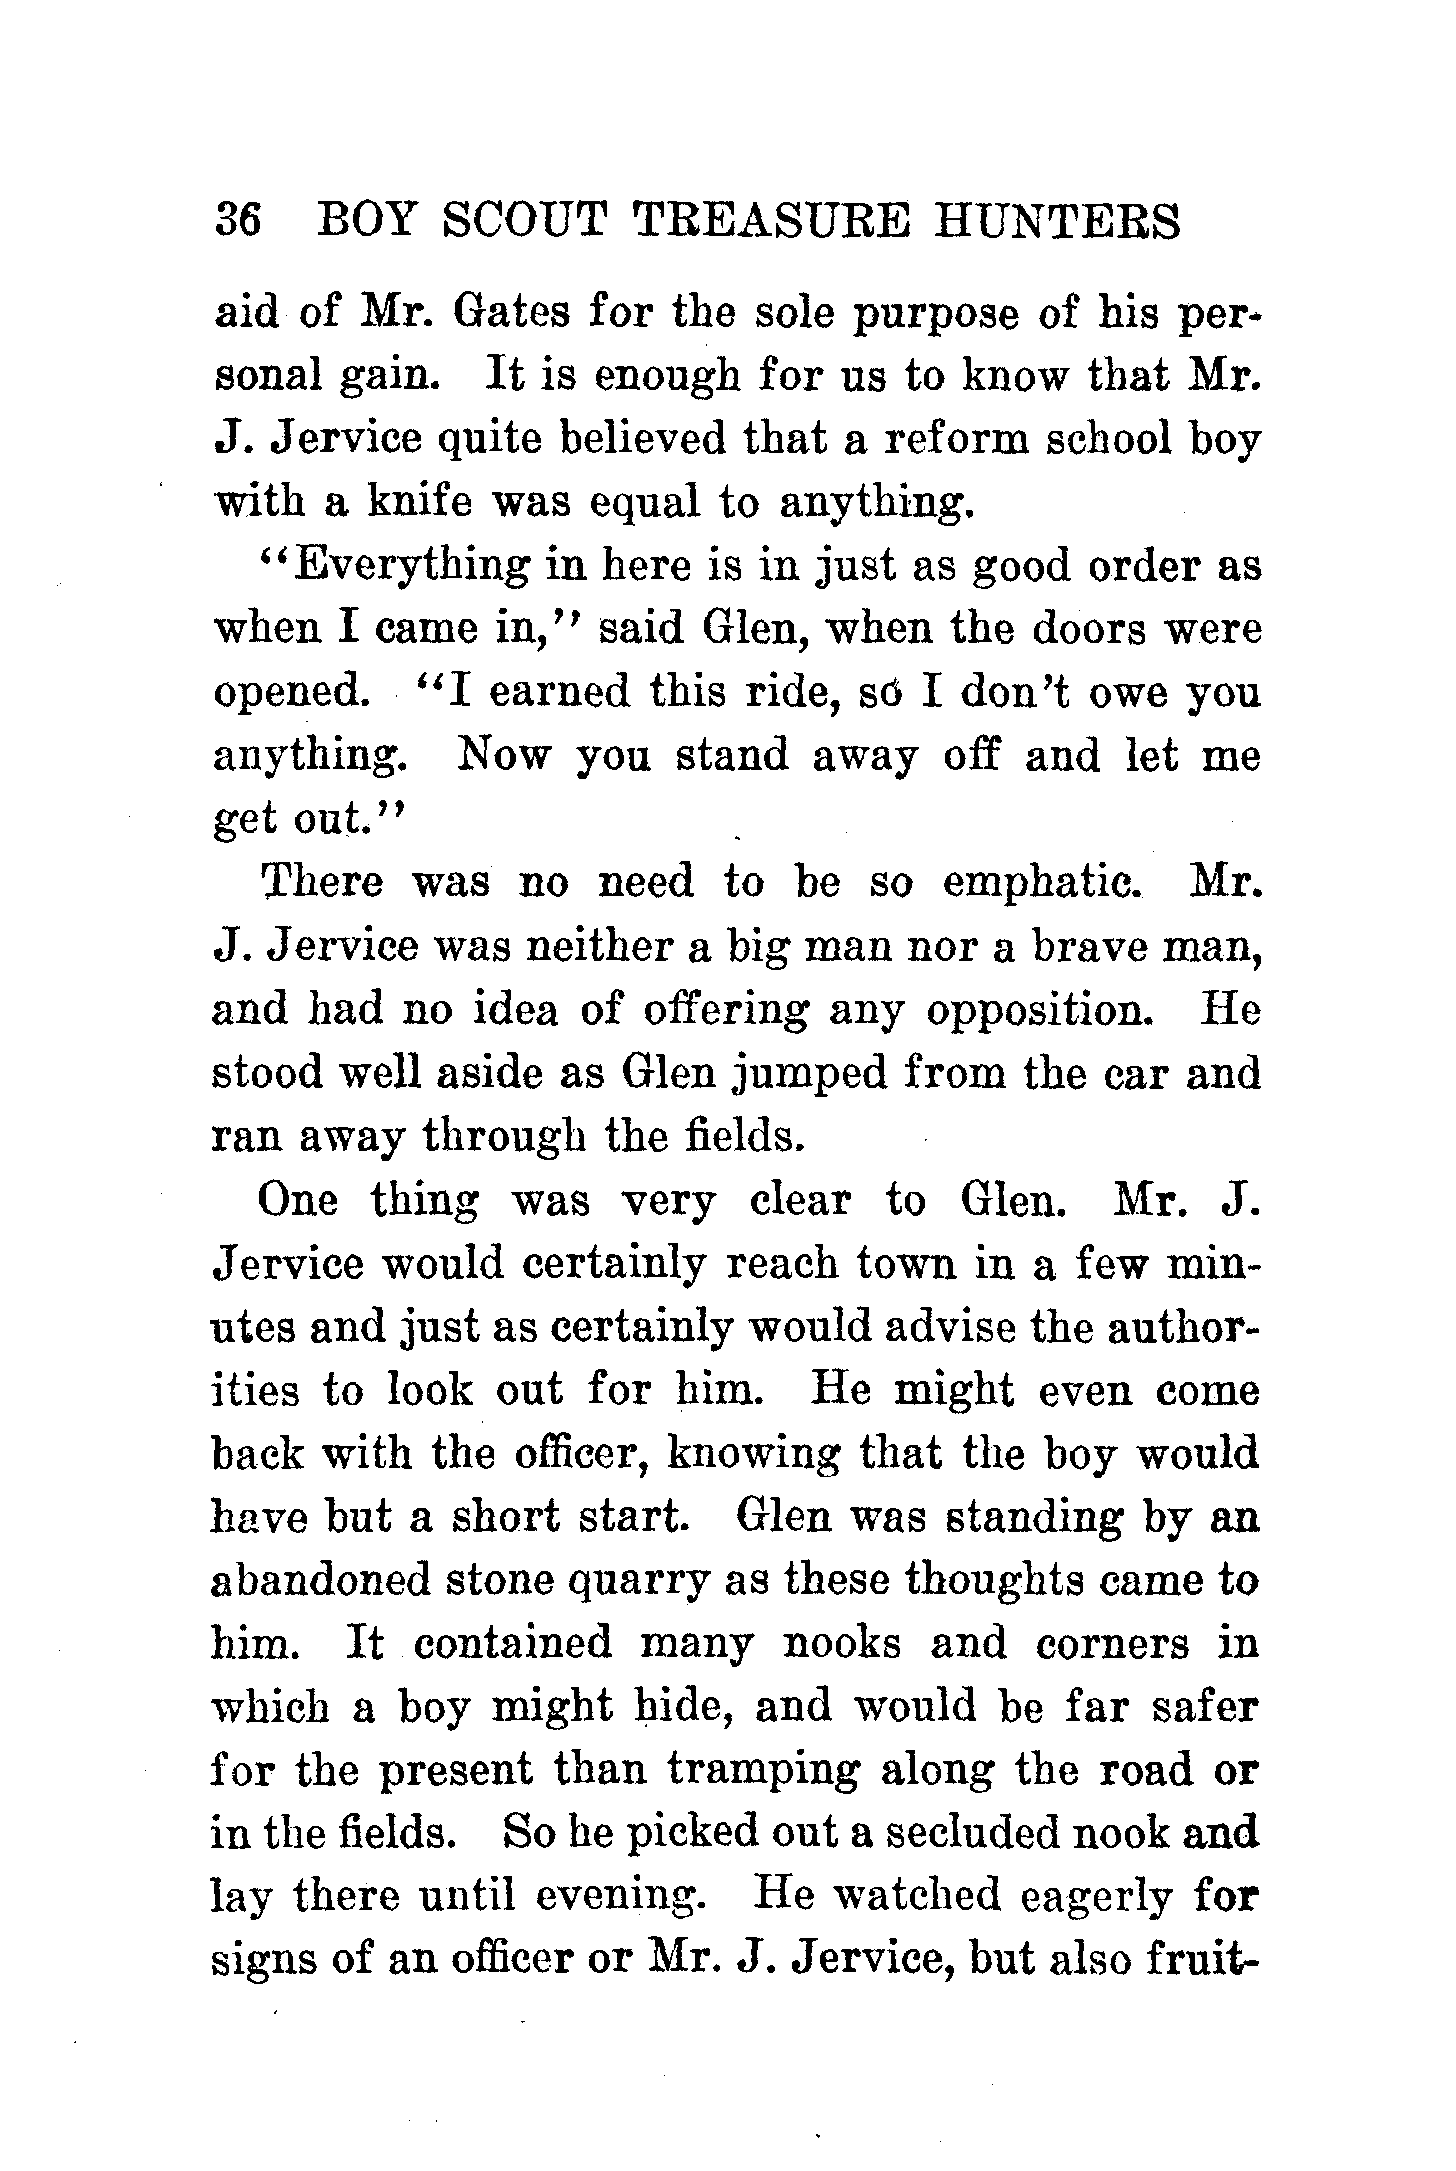 36 BOY SCOUT TREASURE HUNTERS
aid of Mr. Gates for the sole purpose of his per-
sonal gain. It is enough for us to know that Mr.
J. Jervice quite believed that a reform school boy
with a knife was equal to anything.
“Everything in here is in just as good order as
when I came in,” said Glen, when the doors were
opened. “I earned this ride, so I don’t owe you
anything. Now you stand away off and let me
get out.”
There was no need to be so emphatic. Mr.
J. Jervice was neither a big man nor a brave man,
and had no idea of offering any opposition. He
stood well aside as Glen jumped from the car and
ran away through the fields.
One thing was very clear to Glen. Mr. J.
Jervice would certainly reach town in a few min-
utes and just as certainly would advise the author-
ities to look out for him. He might even come
back with the officer, knowing that the boy would
have but a short start. Glen was standing by an
abandoned stone quarry as these thoughts came to
him. It contained many nooks and corners in
which a boy might hide, and would be far safer
for the present than tramping along the road or
in the fields. So he picked out a secluded nook and
lay there until evening. He watched eagerly for
signs of an officer or Mr. J. Jervice, but also fruit-